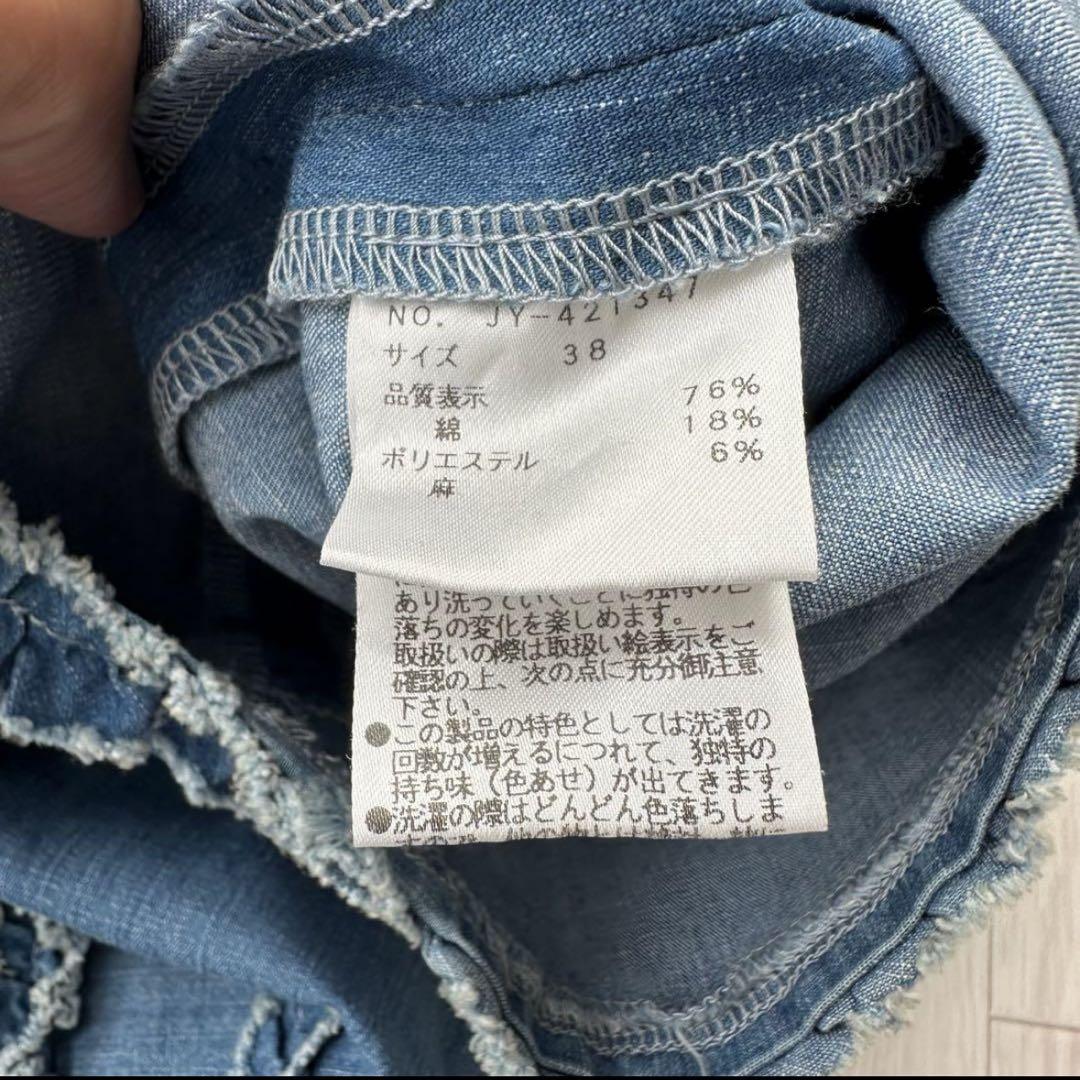 NO. JY-421347
サイズ 38
品質表示
綿 76%
ポリエステル 18%
麻 6%
あり洗っていくごとに独特の色
落ちの変化を楽しめます。
取扱いの際は取扱い絵表示をご
確認の上、次の点に充分御注意
下さい。
●この製品の特色としては洗濯の
回数が増えるにつれて、独特の
持ち味（色あせ）が出てきます。
●洗濯の際はどんどん色落ちしま